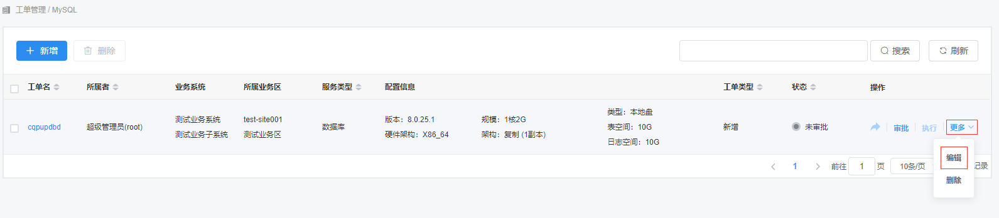 工单管理 / MySQL
新增 删除 搜索 刷新
工单名 所属者 业务系统 所属业务区 服务类型 配置信息 工单类型 状态 操作
cqpupdbd 超级管理员(root) 测试业务系统 test-site001 数据库 版本：8.0.25.1 规模：1核2G 类型：本地盘 新增 未审批 审批 执行 更多
测试业务子系统 测试业务区 硬件架构：X86_64 架构：复制 (1副本) 表空间：10G
日志空间：10G
编辑
1 前往 1 页 10条/页 记录
删除